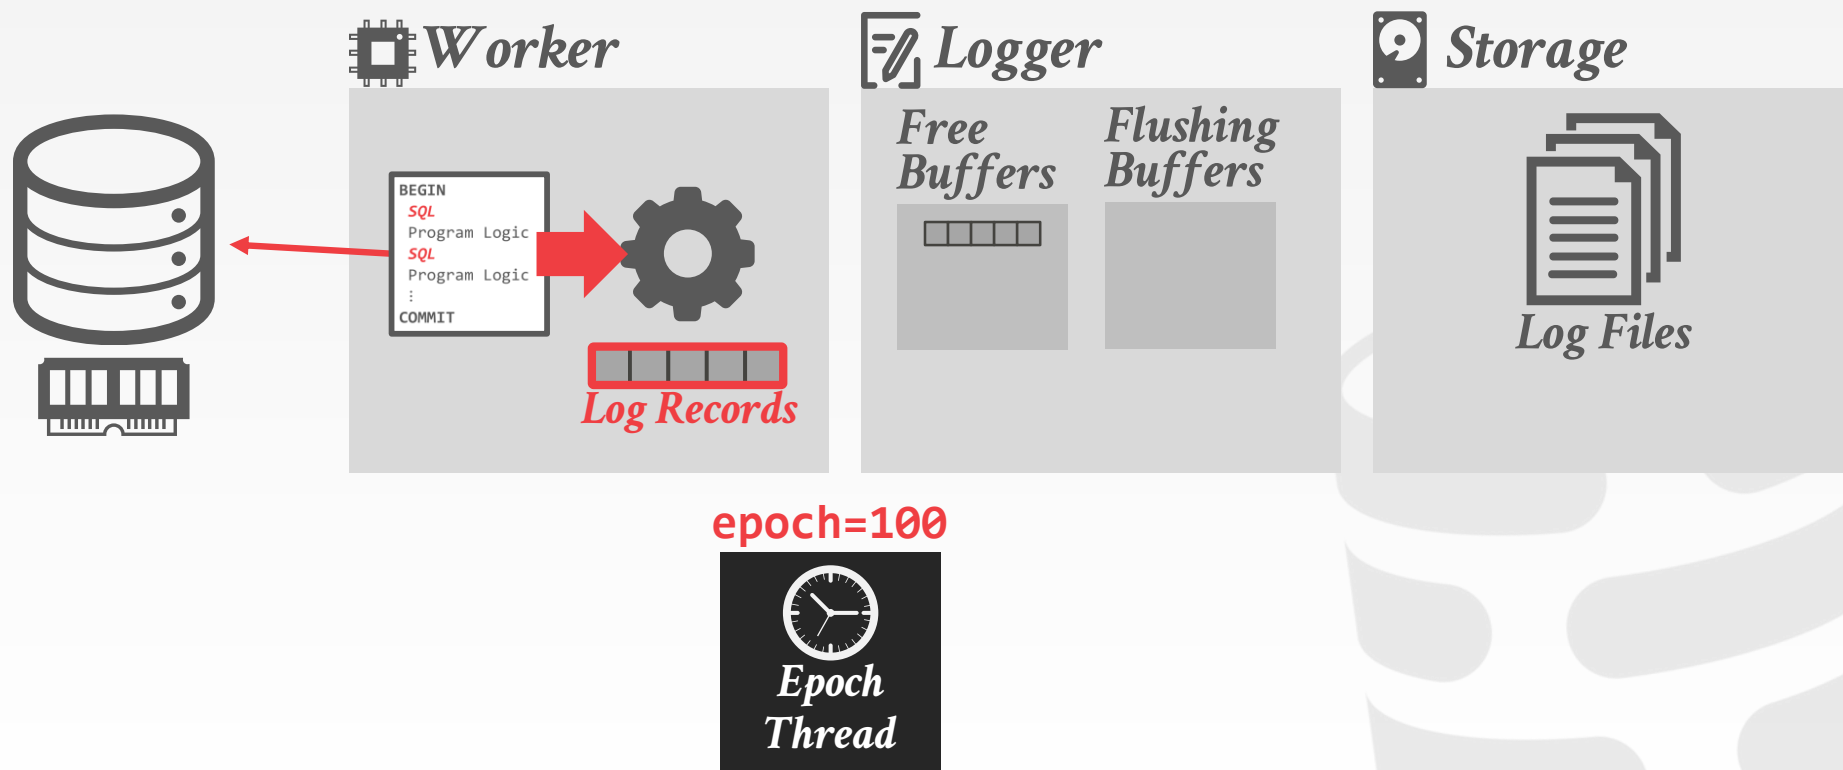 Worker
BEGIN
SQL
Program Logic
SQL
Program Logic
⋮
COMMIT
Log Records
Logger
Free
Buffers
Flushing
Buffers
Storage
Log Files
epoch=100
Epoch
Thread